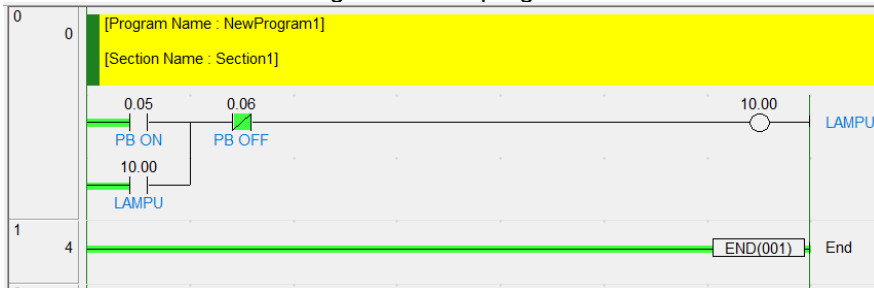 0
0
[Program Name : NewProgram1]
[Section Name : Section1]
0.05 0.06 10.00
PB ON PB OFF LAMPU
10.00
LAMPU
1
4
END(001) End